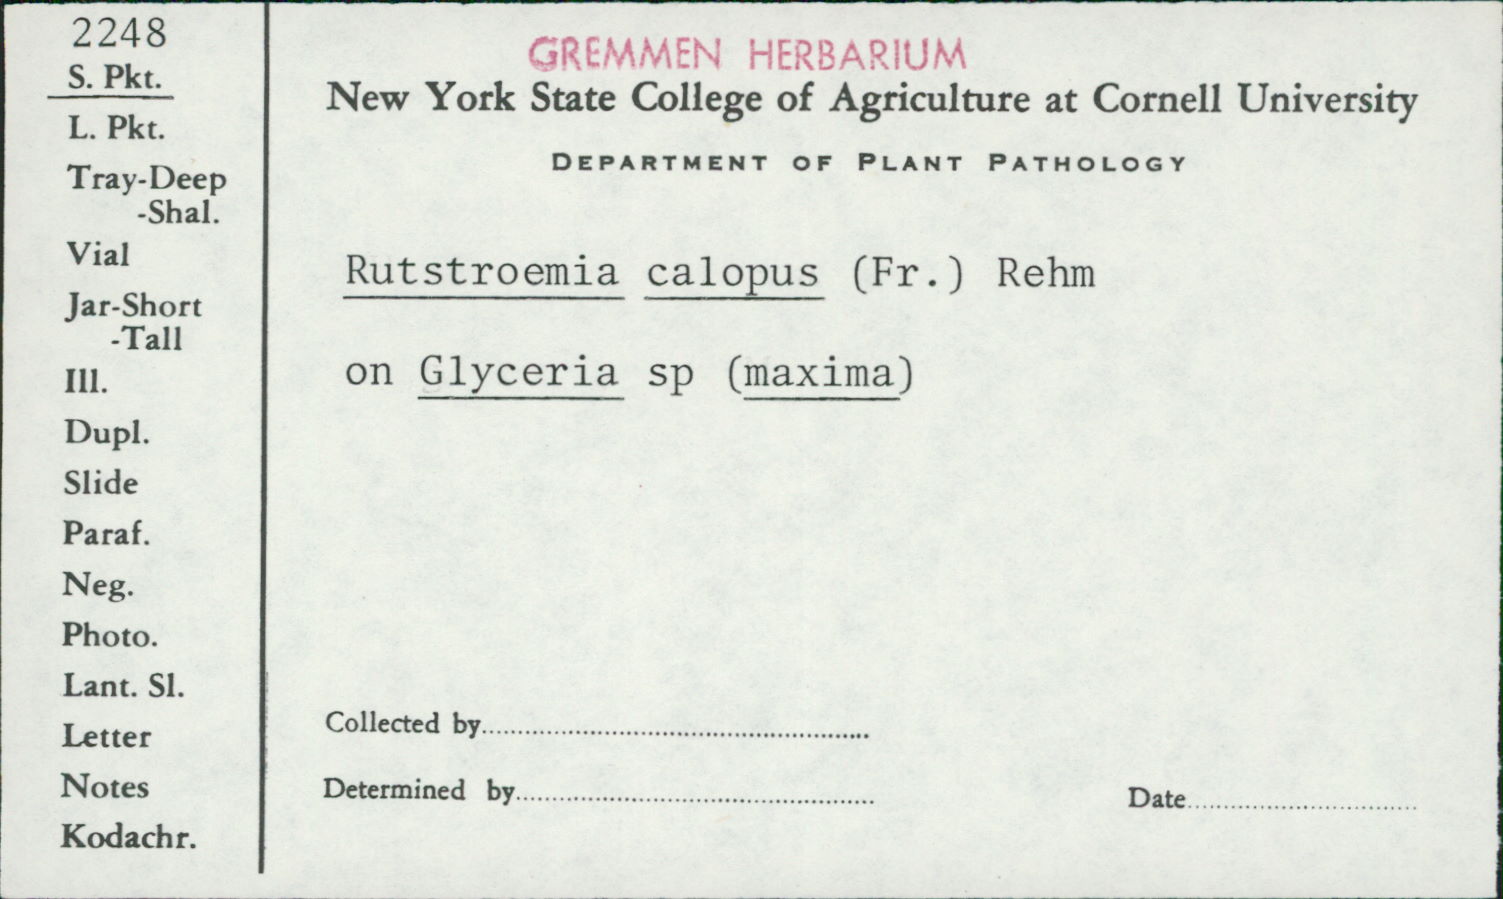 2248
S. Pkt.
L. Pkt.
Tray-Deep
-Shal.
Vial
Jar-Short
-Tall
Ill.
Dupl.
Slide
Paraf.
Neg.
Photo.
Lant. Sl.
Letter
Notes
Kodachr.
GREMMEN HERBARIUM
New York State College of Agriculture at Cornell University
DEPARTMENT OF PLANT PATHOLOGY
Rutstroemia calopus (Fr.) Rehm
on Glyceria sp (maxima)
Collected by
Determined by
Date